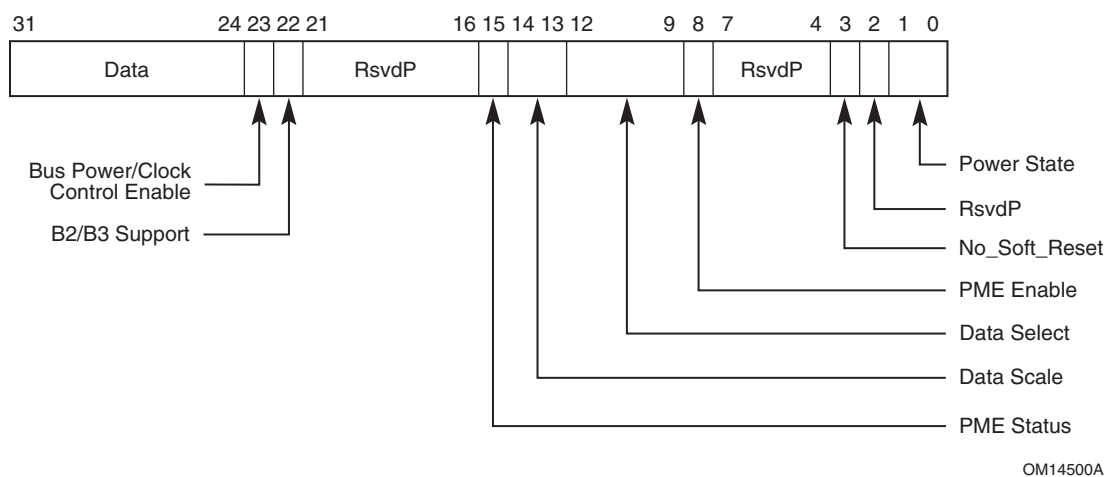 31 24 23 22 21 16 15 14 13 12 9 8 7 4 3 2 1 0
Data RsvdP RsvdP
Bus Power/Clock
Control Enable
B2/B3 Support
Power State
RsvdP
No_Soft_Reset
PME Enable
Data Select
Data Scale
PME Status
OM14500A